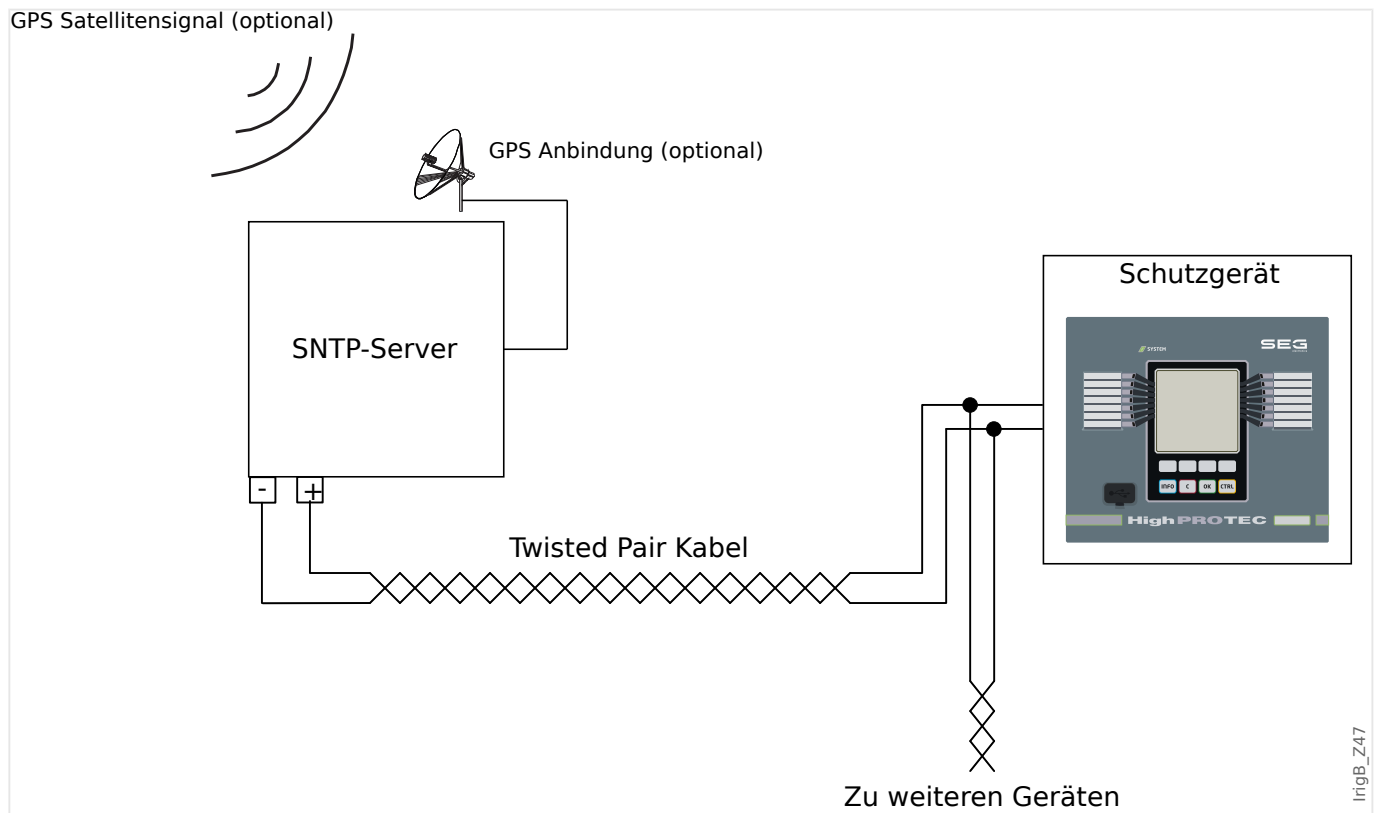 GPS Satellitensignal (optional)
GPS Anbindung (optional)
SNTP-Server
-
+
Twisted Pair Kabel
Schutzgerät
SYSTEM
SEG
INFO C OK CTRL
HighPROTEC
Zu weiteren Geräten
IrigB_Z47